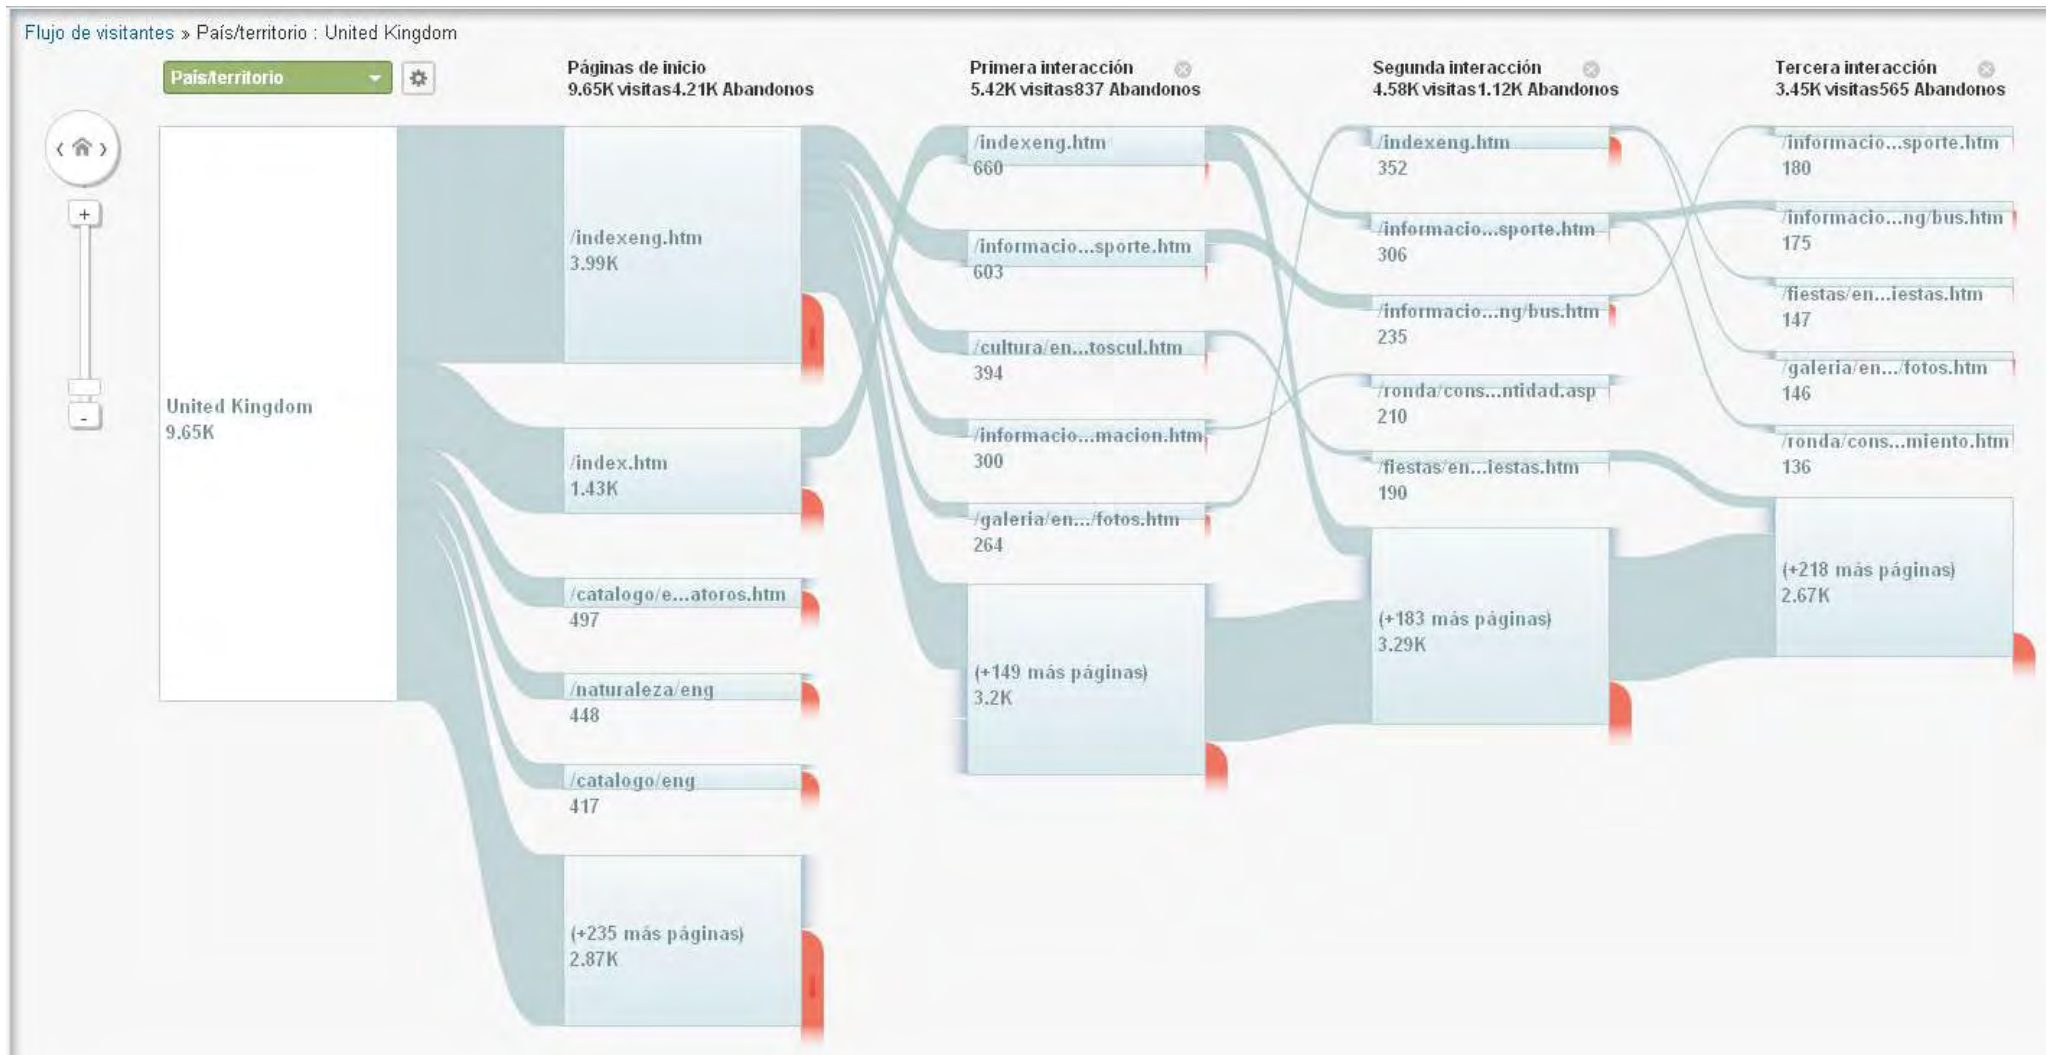 Flujo de visitantes » País/territorio : United Kingdom
País/territorio
Páginas de inicio
9.65K visitas4.21K Abandonos
Primera interacción
5.42K visitas837 Abandonos
Segunda interacción
4.58K visitas1.12K Abandonos
Tercera interacción
3.45K visitas565 Abandonos
+
-
United Kingdom
9.65K
/indexeng.htm
3.99K
/index.htm
1.43K
/catalogo/e...atoros.htm
497
/naturaleza/eng
448
/catalogo/eng
417
(+235 más páginas)
2.87K
/indexeng.htm
660
/informacio...sporte.htm
603
/cultura/en...toscul.htm
394
/informacio...macion.htm
300
/galeria/en.../fotos.htm
264
(+149 más páginas)
3.2K
/indexeng.htm
352
/informacio...sporte.htm
306
/informacio...ng/bus.htm
235
/ronda/cons...ntidad.asp
210
/fiestas/en...iestas.htm
190
(+183 más páginas)
3.29K
/informacio...sporte.htm
180
/informacio...ng/bus.htm
175
/fiestas/en...iestas.htm
147
/galeria/en.../fotos.htm
146
/ronda/cons...miento.htm
136
(+218 más páginas)
2.67K